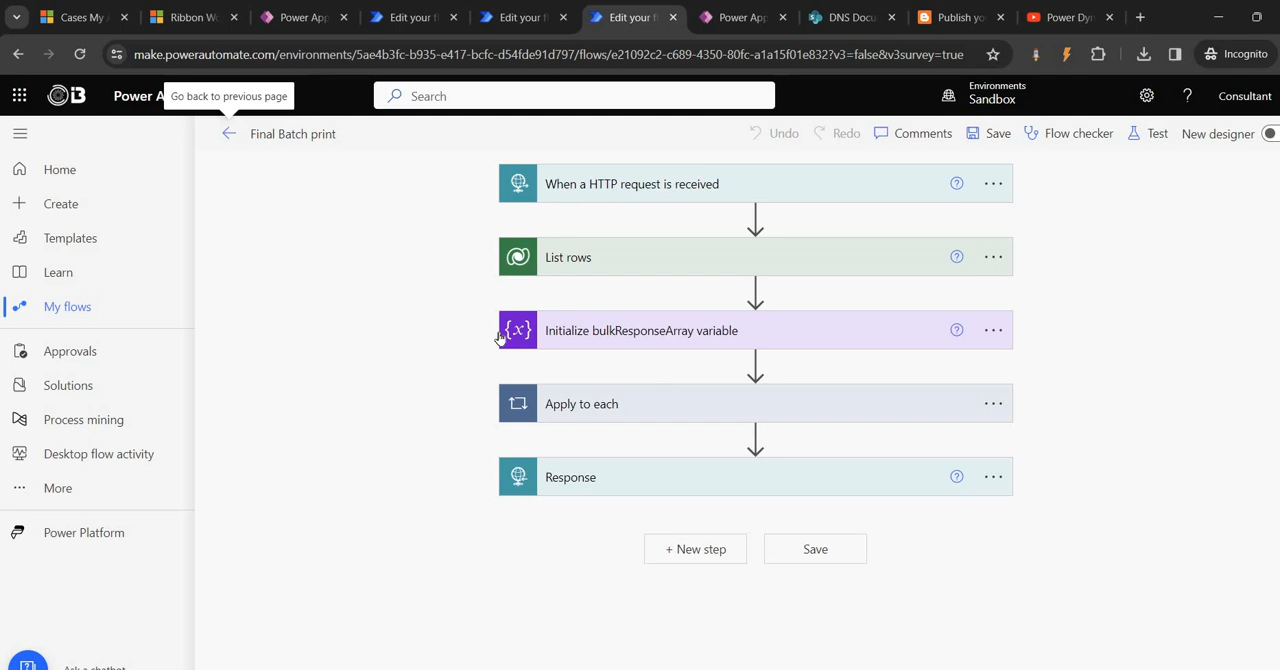 Cases My
Ribbon Wo
Power App
Edit your f
Edit your f
Edit your f
Power App
DNS Docu
Publish yo
Power Dyn
make.powerautomate.com/environments/5ae4b3fc-b935-e417-bcfc-d54fde91d797/flows/e21092c2-c689-4350-80fc-a1a15f01e832?v3=false&v3survey=true
Incognito
Power A
Go back to previous page
Search
Environments
Sandbox
Consultant
Final Batch print
Undo
Redo
Comments
Save
Flow checker
Test
New designer
Home
Create
Templates
Learn
My flows
Approvals
Solutions
Process mining
Desktop flow activity
More
Power Platform
Ask a chatbot
When a HTTP request is received
List rows
{x} Initialize bulkResponseArray variable
Apply to each
Response
+ New step
Save